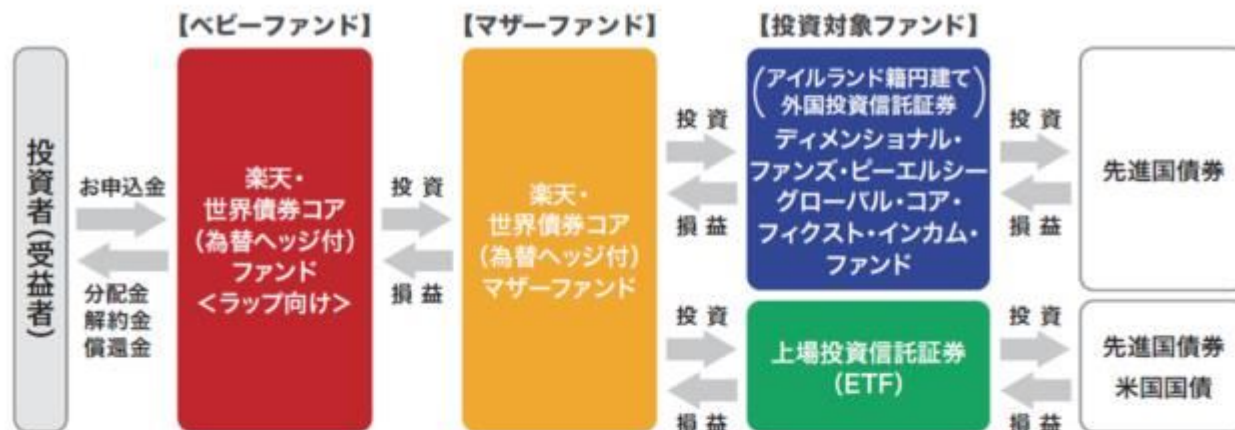 【ベビーファンド】
【マザーファンド】
【投資対象ファンド】
投資者(受益者)
お申込金
分配金
解約金
償還金
楽天・
世界債券コア
(為替ヘッジ付)
ファンド
<ラップ向け>
投資
損益
楽天・
世界債券コア
(為替ヘッジ付)
マザーファンド
投資
損益
(アイルランド籍円建て
外国投資信託証券)
ディメンショナル・
ファンズ・ピーエルシー
グローバル・コア・
フィクスト・インカム・
ファンド
投資
損益
先進国債券
投資
損益
上場投資信託証券
(ETF)
投資
損益
先進国債券
米国国債